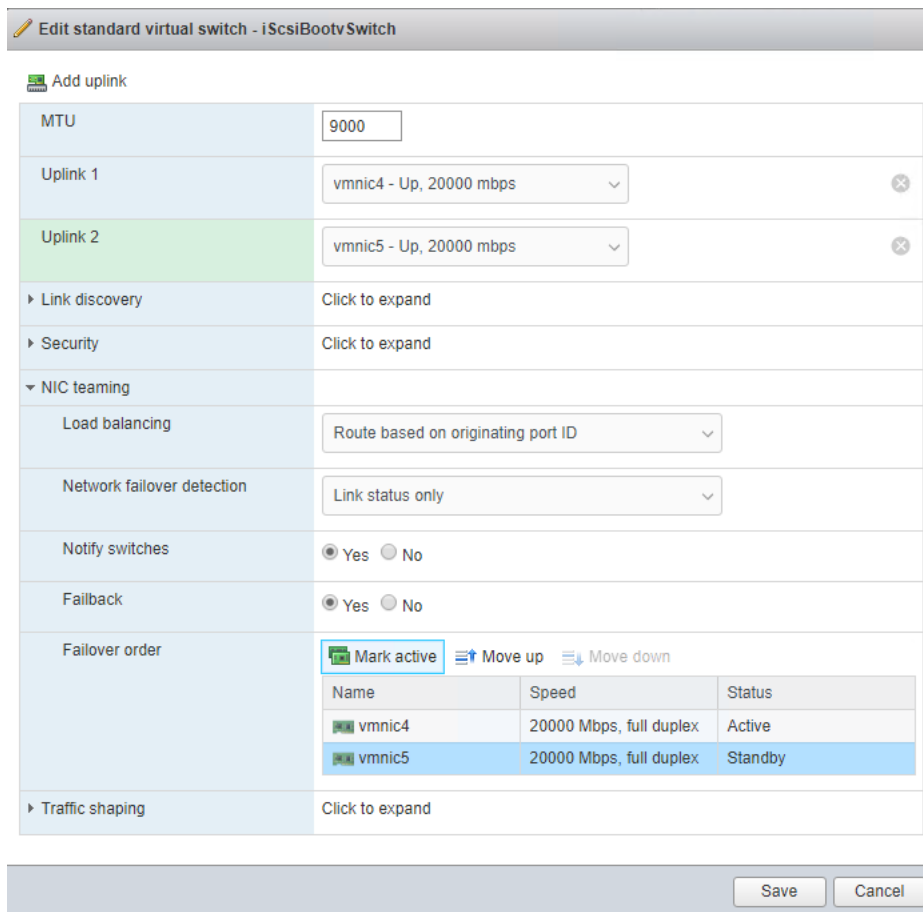 Edit standard virtual switch - iScsiBootvSwitch
Add uplink
MTU 9000
Uplink 1 vmnic4 - Up, 20000 mbps
Uplink 2 vmnic5 - Up, 20000 mbps
Link discovery Click to expand
Security Click to expand
NIC teaming
Load balancing Route based on originating port ID
Network failover detection Link status only
Notify switches Yes No
Failback Yes No
Failover order Mark active Move up Move down
Name Speed Status
vmnic4 20000 Mbps, full duplex Active
vmnic5 20000 Mbps, full duplex Standby
Traffic shaping Click to expand
Save Cancel